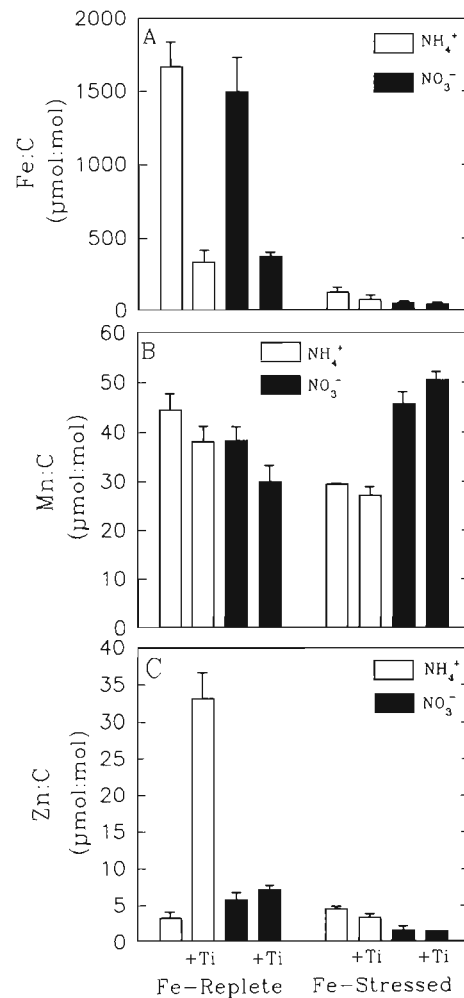 A
2000
1500
1000
500
0
Fe:C
(µmol:mol)
NH₄⁺
NO₃⁻
B
60
50
40
30
20
10
0
Mn:C
(µmol:mol)
NH₄⁺
NO₃⁻
C
40
35
30
25
20
15
10
5
0
Zn:C
(µmol:mol)
NH₄⁺
NO₃⁻
+Ti +Ti +Ti +Ti
Fe-Replete Fe-Stressed